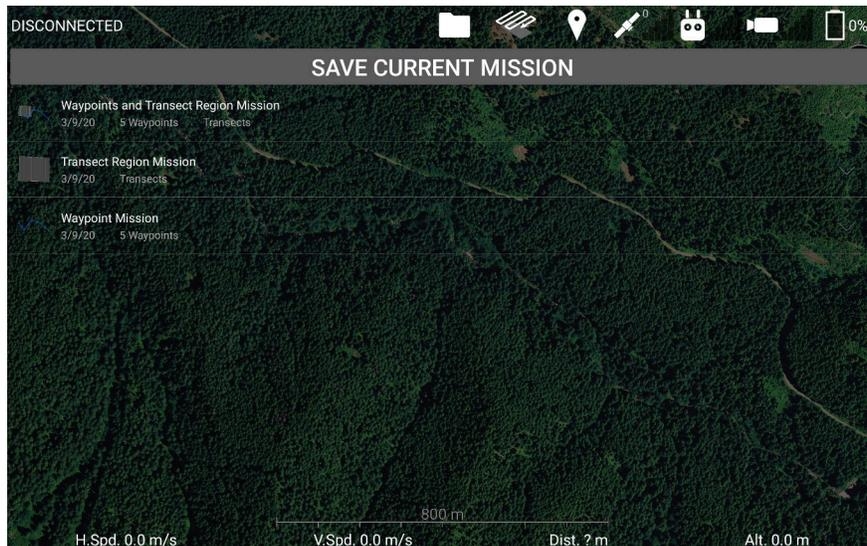 DISCONNECTED 0 0%
SAVE CURRENT MISSION
Waypoints and Transect Region Mission
3/9/20 5 Waypoints Transects
Transect Region Mission
3/9/20 Transects
Waypoint Mission
3/9/20 5 Waypoints
800 m
H.Spd. 0.0 m/s V.Spd. 0.0 m/s Dist. ? m Alt. 0.0 m